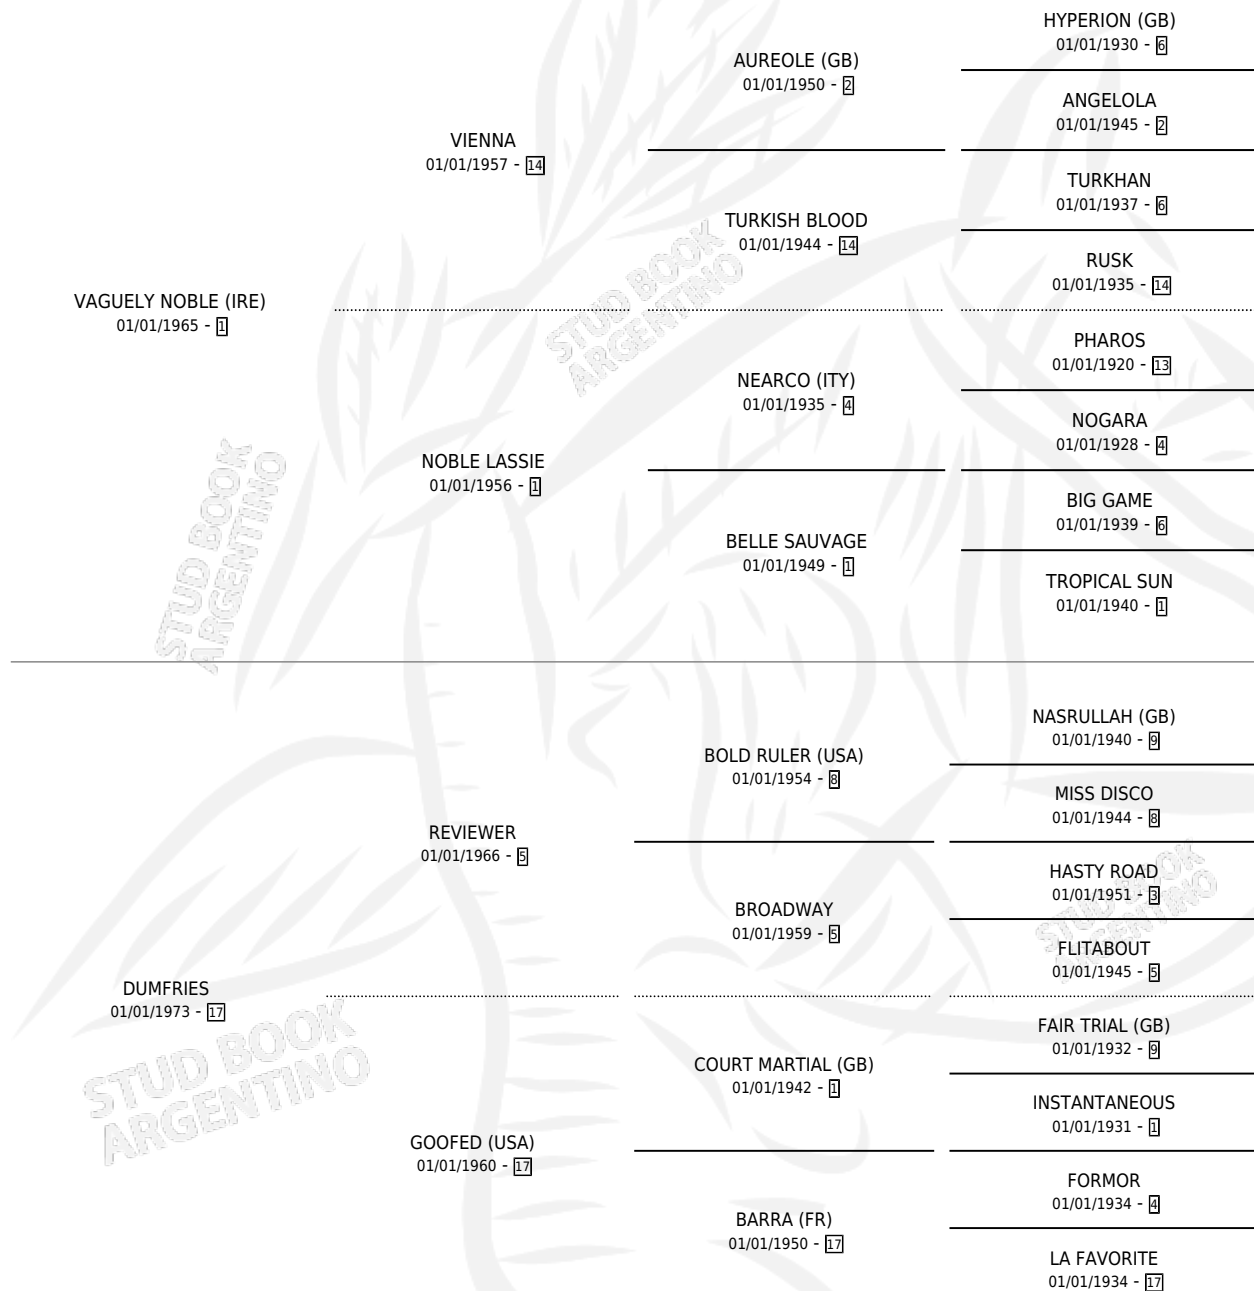 HYPERION (GB)
01/01/1930 - 6
AUREOLE (GB)
01/01/1950 - 2
ANGELOLA
01/01/1945 - 2
VIENNA
01/01/1957 - 14
TURKHAN
01/01/1937 - 6
TURKISH BLOOD
01/01/1944 - 14
RUSK
01/01/1935 - 14
VAGUELY NOBLE (IRE)
01/01/1965 - 1
PHAROS
01/01/1920 - 13
NEARCO (ITY)
01/01/1935 - 4
NOGARA
01/01/1928 - 4
NOBLE LASSIE
01/01/1956 - 1
BIG GAME
01/01/1939 - 6
BELLE SAUVAGE
01/01/1949 - 1
TROPICAL SUN
01/01/1940 - 1
NASRULLAH (GB)
01/01/1940 - 9
BOLD RULER (USA)
01/01/1954 - 8
MISS DISCO
01/01/1944 - 8
REVIEWER
01/01/1966 - 5
HASTY ROAD
01/01/1951 - 3
BROADWAY
01/01/1959 - 5
FLITABOUT
01/01/1945 - 5
DUMFRIES
01/01/1973 - 17
FAIR TRIAL (GB)
01/01/1932 - 9
COURT MARTIAL (GB)
01/01/1942 - 1
INSTANTANEOUS
01/01/1931 - 1
GOOFED (USA)
01/01/1960 - 17
FORMOR
01/01/1934 - 4
BARRA (FR)
01/01/1950 - 17
LA FAVORITE
01/01/1934 - 17
STUD BOOK
ARGENTINO
STUD BOOK
ARGENTINO
STUD BOOK
ARGENTINO
STUD BOOK
ARGENTINO